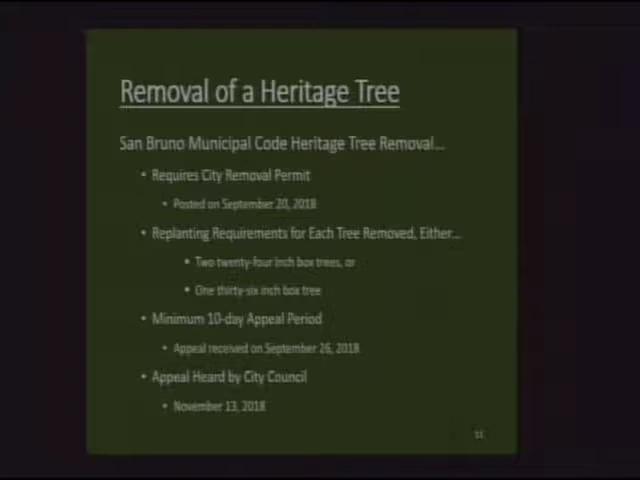 Removal of a Heritage Tree
San Bruno Municipal Code Heritage Tree Removal...
• Requires City Removal Permit
• Posted on September 20, 2018
• Replanting Requirements for Each Tree Removed, Either...
• Two twenty-four inch box trees, or
• One thirty-six inch box tree
• Minimum 10-day Appeal Period
• Appeal received on September 26, 2018
• Appeal Heard by City Council
• November 13, 2018
11